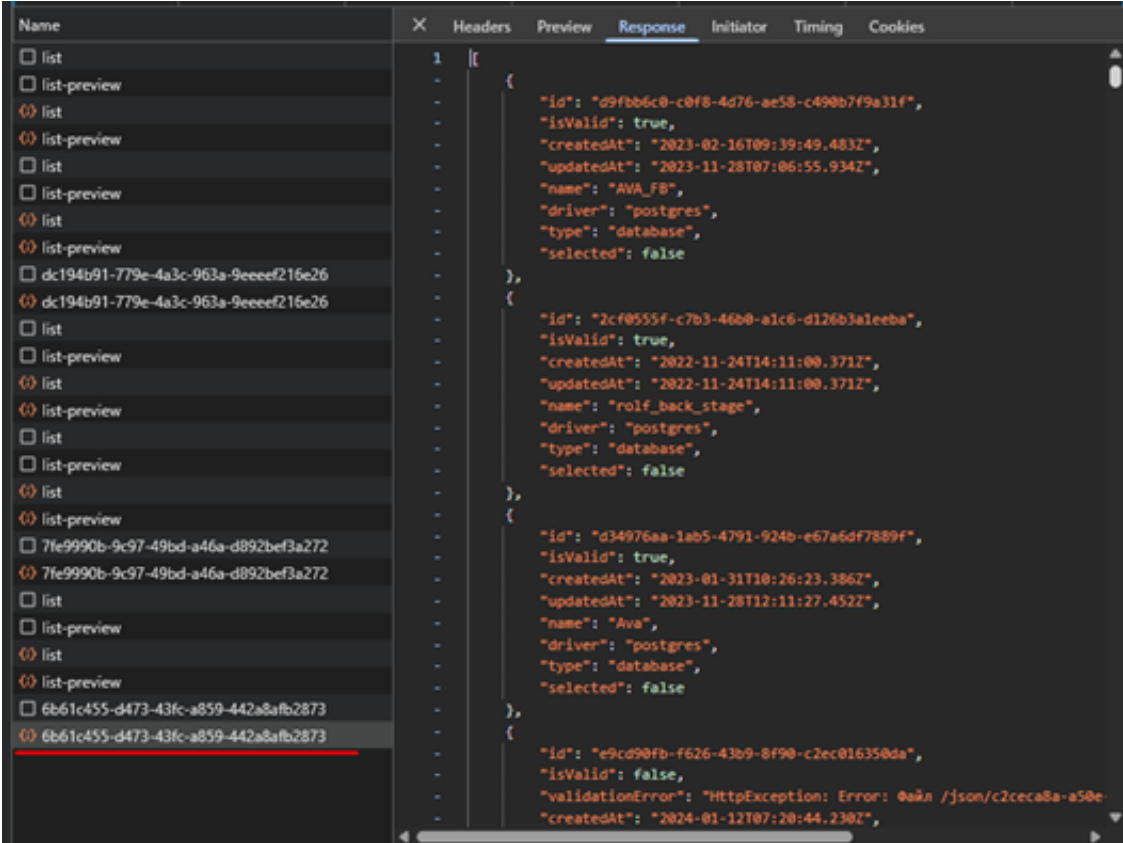 Name
list
list-preview
list
list-preview
list
list-preview
list
list-preview
dc194b91-779e-4a3c-963a-9eeeef216e26
dc194b91-779e-4a3c-963a-9eeeef216e26
list
list-preview
list
list-preview
list
list-preview
list
list-preview
7fe9990b-9c97-49bd-a46a-d892bef3a272
7fe9990b-9c97-49bd-a46a-d892bef3a272
list
list-preview
list
list-preview
6b61c455-d473-43fc-a859-442a8afb2873
6b61c455-d473-43fc-a859-442a8afb2873
Headers Preview Response Initiator Timing Cookies
1 [
{
"id": "d9fbb6c0-c0f8-4d76-ae58-c490b7f9a31f",
"isValid": true,
"createdAt": "2023-02-16T09:39:49.483Z",
"updatedAt": "2023-11-28T07:06:55.934Z",
"name": "AVA_FB",
"driver": "postgres",
"type": "database",
"selected": false
},
{
"id": "2cf0555f-c7b3-46b0-a1c6-d126b3a1eeba",
"isValid": true,
"createdAt": "2022-11-24T14:11:00.371Z",
"updatedAt": "2022-11-24T14:11:00.371Z",
"name": "rolf_back_stage",
"driver": "postgres",
"type": "database",
"selected": false
},
{
"id": "d34976aa-1ab5-4791-924b-e67a6df7889f",
"isValid": true,
"createdAt": "2023-01-31T10:26:23.386Z",
"updatedAt": "2023-11-28T12:11:27.452Z",
"name": "Ava",
"driver": "postgres",
"type": "database",
"selected": false
},
{
"id": "e9cd90fb-f626-43b9-8f90-c2ec016350da",
"isValid": false,
"validationError": "HttpException: Error: Файл /json/c2ceca8a-a50e-
"createdAt": "2024-01-12T07:20:44.230Z",